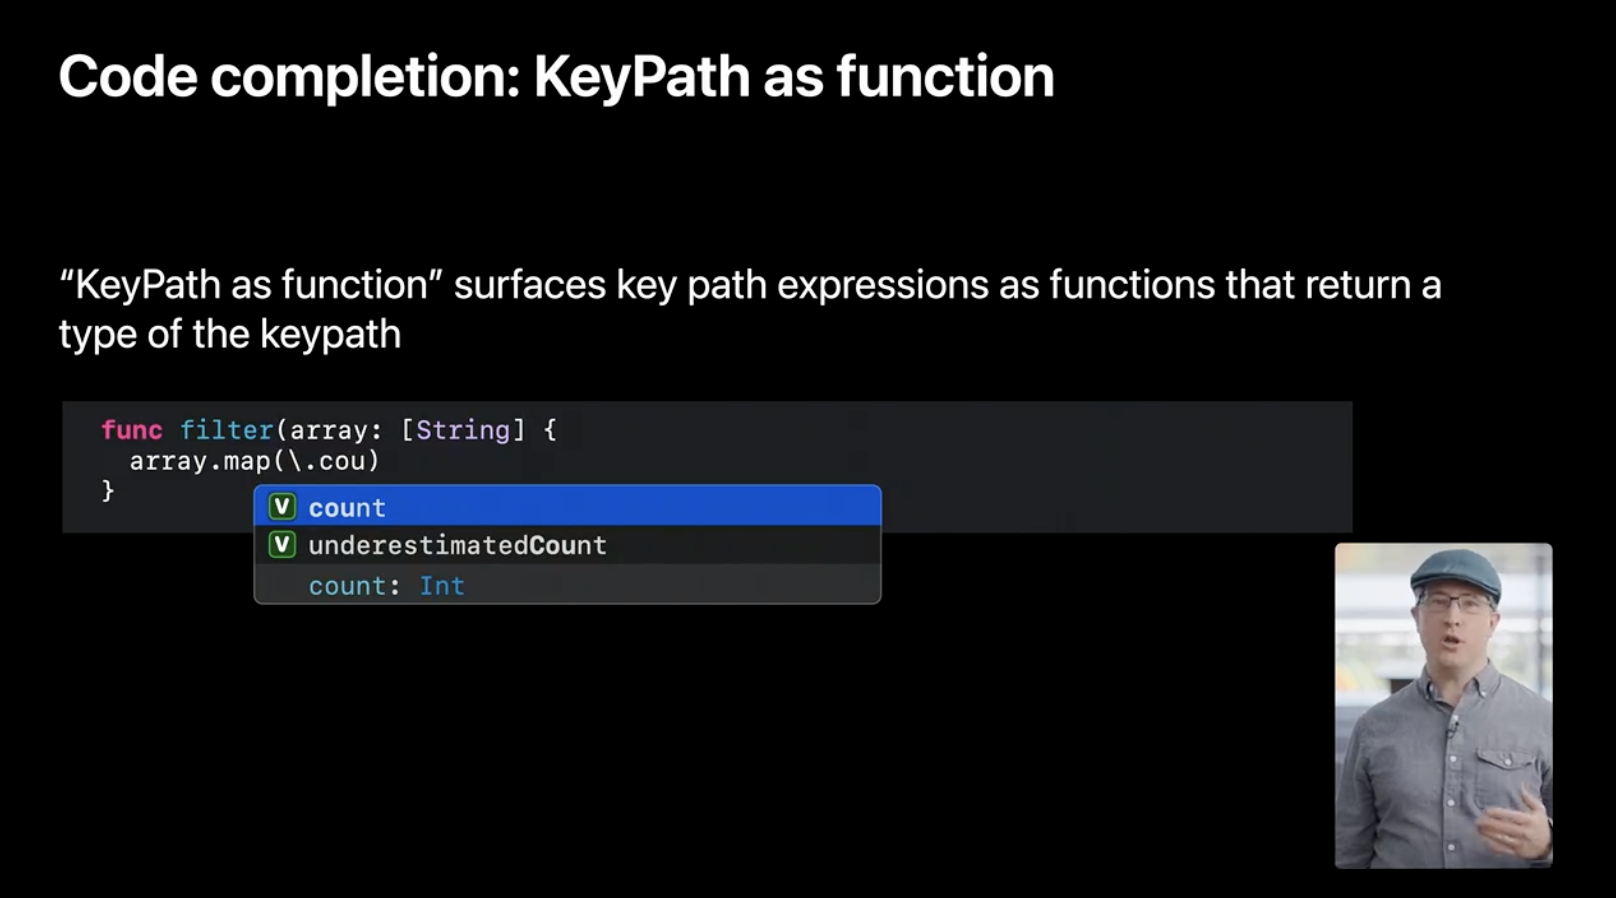 Code completion: KeyPath as function
“KeyPath as function” surfaces key path expressions as functions that return a
type of the keypath
func filter(array: [String] {
array.map(\.cou)
}
V count
V underestimatedCount
count: Int